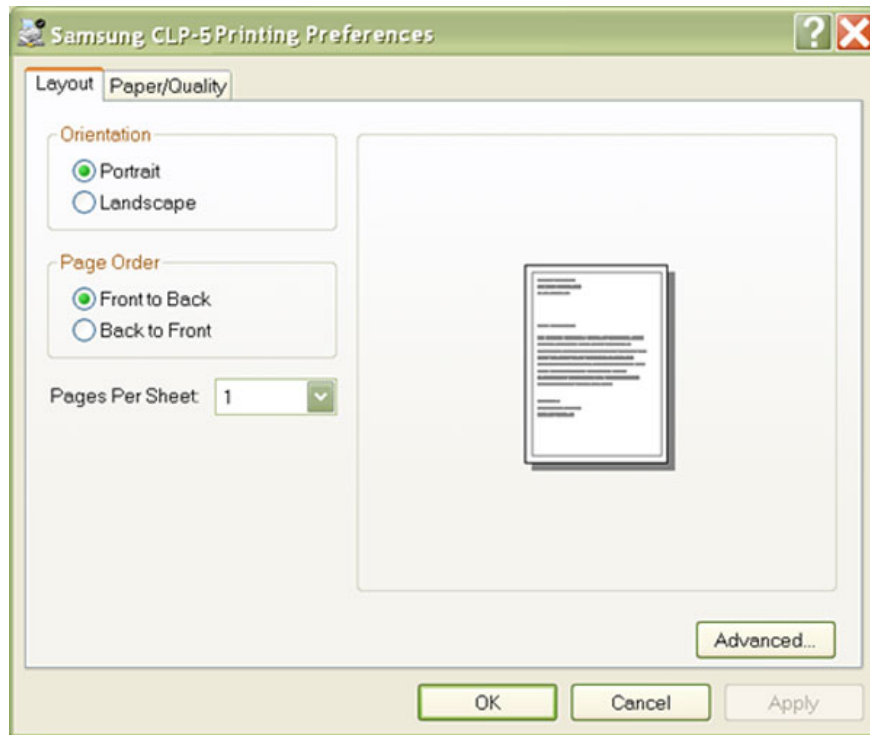 Samsung CLP-5 Printing Preferences
Layout Paper/Quality
Orientation
Portrait
Landscape
Page Order
Front to Back
Back to Front
Pages Per Sheet: 1
Advanced...
OK Cancel Apply